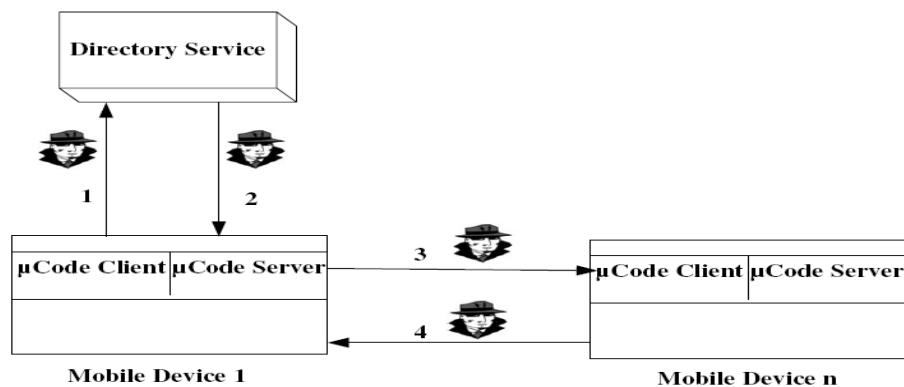 Directory Service
1
2
3
4
µCode Client
µCode Server
µCode Client
µCode Server
Mobile Device 1
Mobile Device n